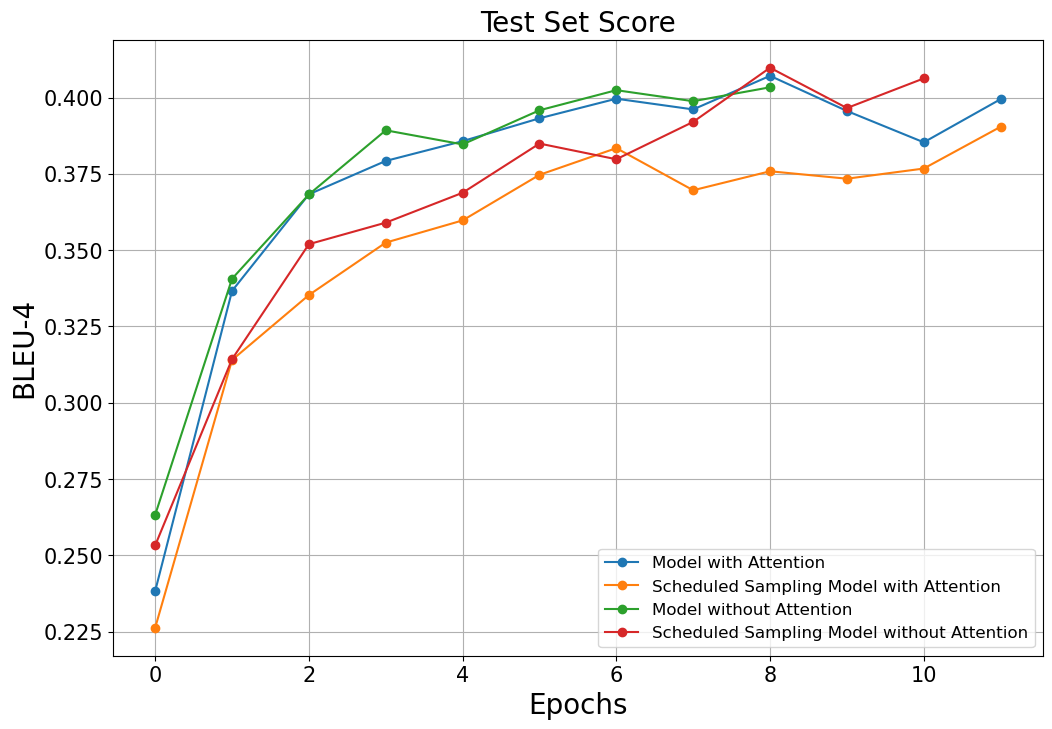 Test Set Score
0.400
0.375
0.350
0.325
0.300
0.275
0.250
0.225
BLEU-4
Model with Attention
Scheduled Sampling Model with Attention
Model without Attention
Scheduled Sampling Model without Attention
0 2 4 6 8 10
Epochs